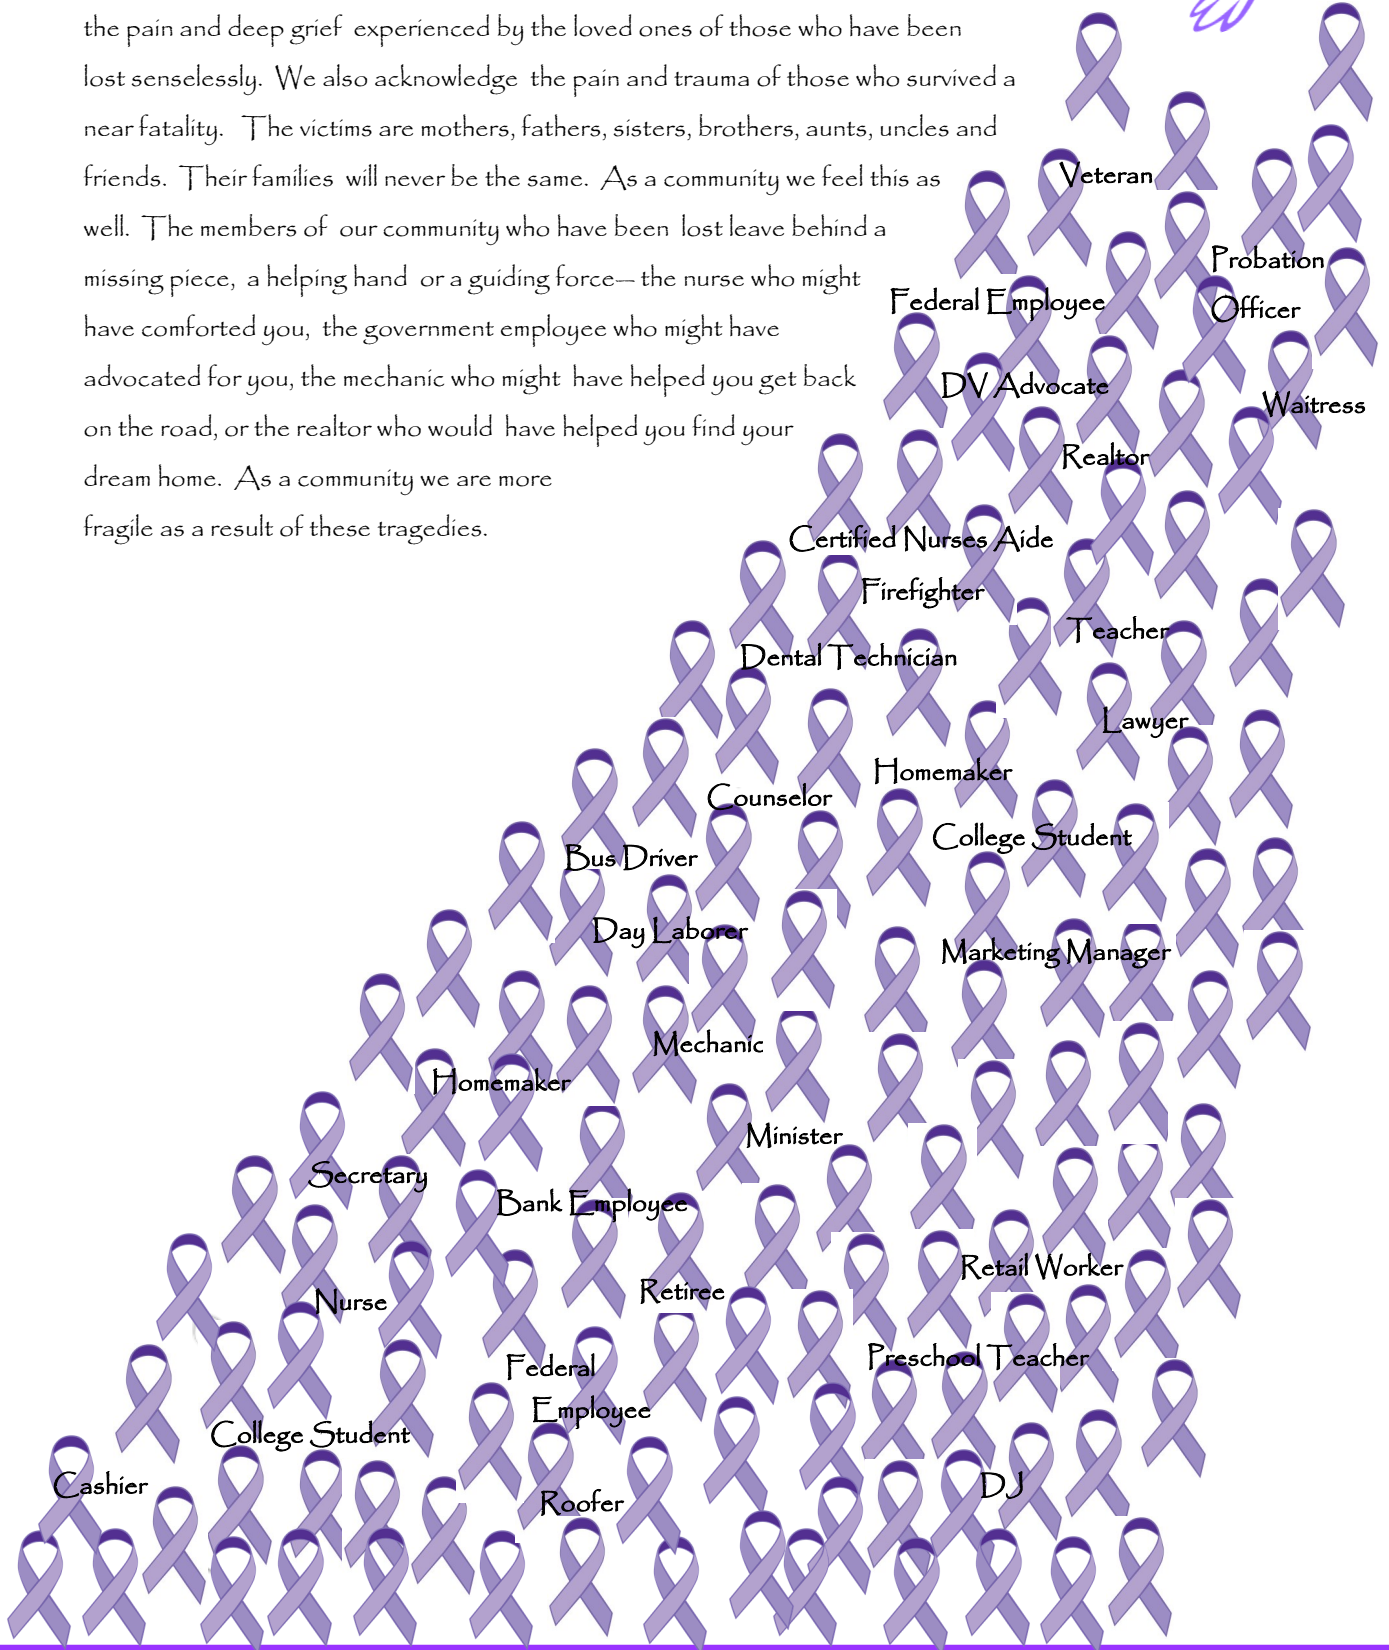 the pain and deep grief experienced by the loved ones of those who have been
lost senselessly. We also acknowledge the pain and trauma of those who survived a
near fatality. The victims are mothers, fathers, sisters, brothers, aunts, uncles and
friends. Their families will never be the same. As a community we feel this as
well. The members of our community who have been lost leave behind a
missing piece, a helping hand or a guiding force— the nurse who might
have comforted you, the government employee who might have
advocated for you, the mechanic who might have helped you get back
on the road, or the realtor who would have helped you find your
dream home. As a community we are more
fragile as a result of these tragedies.
Veteran
Probation
Officer
Federal Employee
DV Advocate
Waitress
Realtor
Certified Nurses Aide
Firefighter
Teacher
Dental Technician
Lawyer
Homemaker
Counselor
College Student
Bus Driver
Day Laborer
Marketing Manager
Mechanic
Homemaker
Minister
Secretary
Bank Employee
Retail Worker
Retiree
Nurse
Preschool Teacher
Federal
Employee
College Student
Cashier
DJ
Roofer